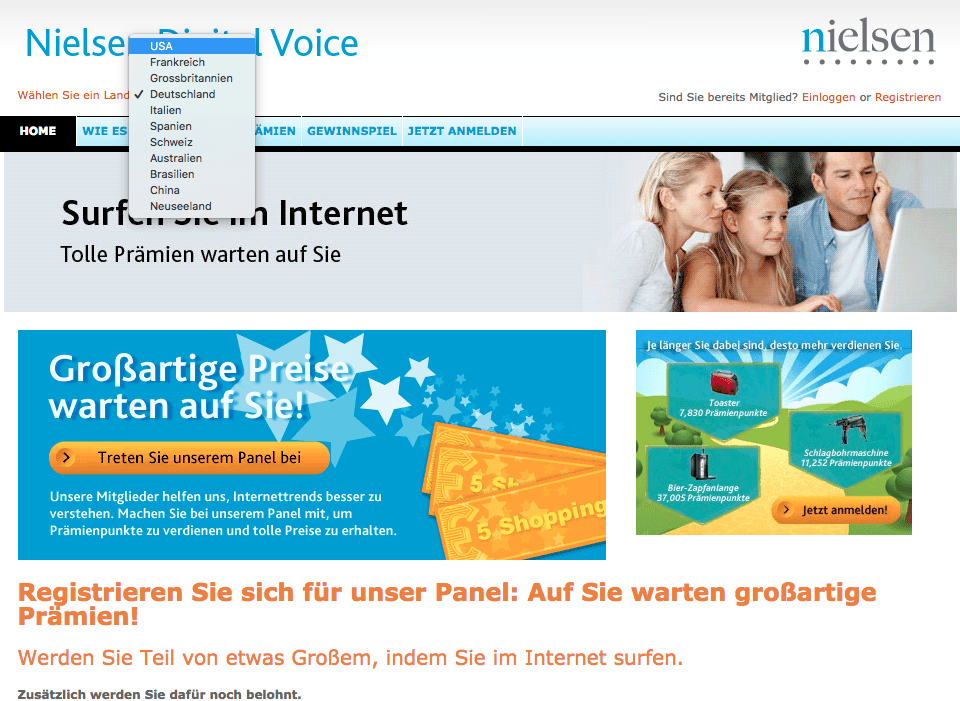 Nielsen Digital Voice
nielsen
USA
Frankreich
Grossbritannien
Deutschland
Italien
Spanien
Schweiz
Australien
Brasilien
China
Neuseeland
Wählen Sie ein Land
Sind Sie bereits Mitglied? Einloggen or Registrieren
HOME
WIE ES
ÄMIEN
GEWINNSPIEL
JETZT ANMELDEN
Surfen Sie im Internet
Tolle Prämien warten auf Sie
Großartige Preise
warten auf Sie!
Treten Sie unserem Panel bei
Unsere Mitglieder helfen uns, Internettrends besser zu
verstehen. Machen Sie bei unserem Panel mit, um
Prämienpunkte zu verdienen und tolle Preise zu erhalten.
5 Sh
5 Shopping
Je länger Sie dabei sind, desto mehr verdienen Sie.
Toaster
7,830 Prämienpunkte
Schlagbohrmaschine
11,252 Prämienpunkte
Bier-Zapfanlange
37,005 Prämienpunkte
Jetzt anmelden!
Registrieren Sie sich für unser Panel: Auf Sie warten großartige
Prämien!
Werden Sie Teil von etwas Großem, indem Sie im Internet surfen.
Zusätzlich werden Sie dafür noch belohnt.